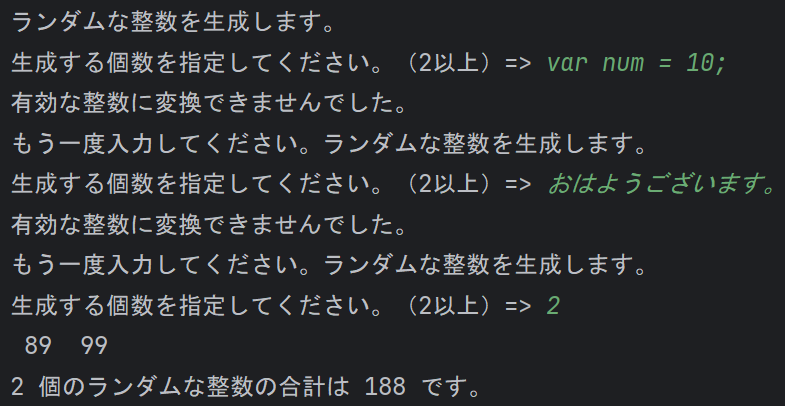 ランダムな整数を生成します。
生成する個数を指定してください。（2以上）=> var num = 10;
有効な整数に変換できませんでした。
もう一度入力してください。ランダムな整数を生成します。
生成する個数を指定してください。（2以上）=> おはようございます。
有効な整数に変換できませんでした。
もう一度入力してください。ランダムな整数を生成します。
生成する個数を指定してください。（2以上）=> 2
89  99
2 個のランダムな整数の合計は 188 です。